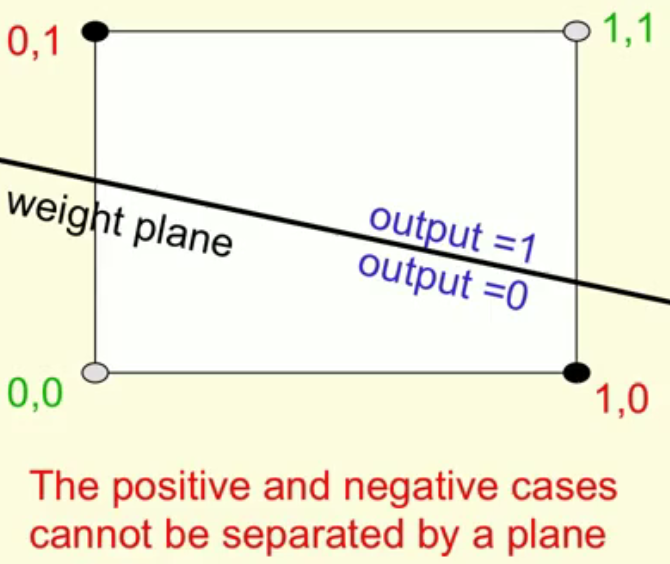 0,1
1,1
weight plane
output =1
output =0
0,0
1,0
The positive and negative cases
cannot be separated by a plane